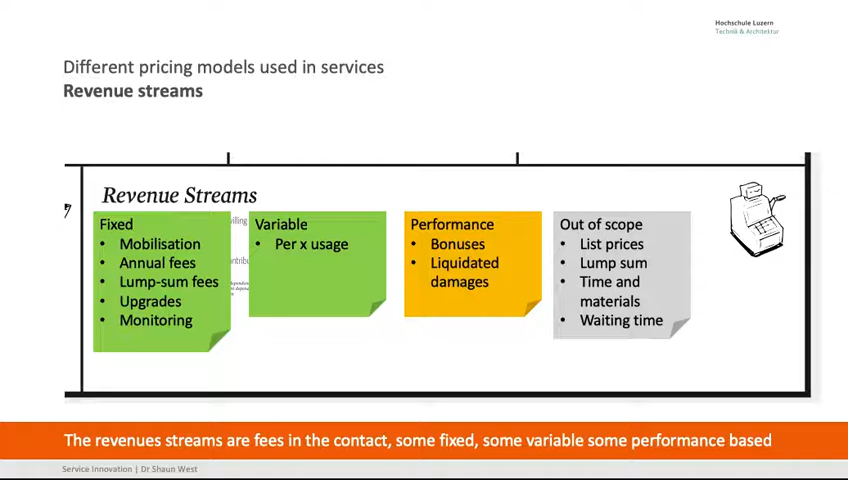 Hochschule Luzern
Technik & Architektur
Different pricing models used in services
Revenue streams
Revenue Streams
Fixed
• Mobilisation
• Annual fees
• Lump-sum fees
• Upgrades
• Monitoring
Variable
• Per x usage
Performance
• Bonuses
• Liquidated
damages
Out of scope
• List prices
• Lump sum
• Time and
materials
• Waiting time
The revenues streams are fees in the contact, some fixed, some variable some performance based
Service Innovation | Dr Shaun West